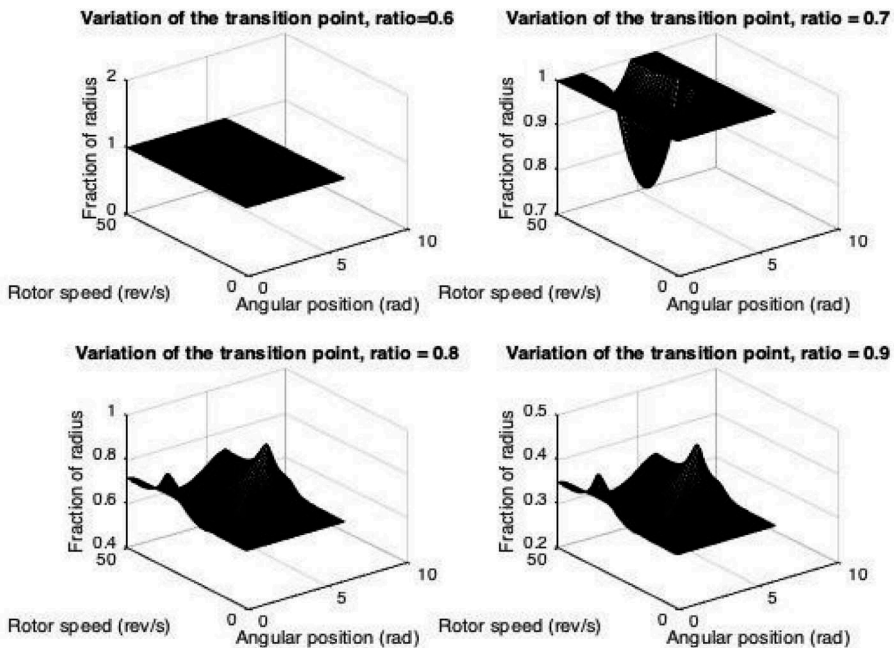 Variation of the transition point, ratio=0.6
2
1
0
Fraction of radius
50
0
Rotor speed (rev/s)
0
5
10
Angular position (rad)
Variation of the transition point, ratio = 0.7
1
0.9
0.8
0.7
Fraction of radius
50
0
Rotor speed (rev/s)
0
5
10
Angular position (rad)
Variation of the transition point, ratio = 0.8
1
0.8
0.6
0.4
Fraction of radius
50
0
Rotor speed (rev/s)
0
5
10
Angular position (rad)
Variation of the transition point, ratio = 0.9
0.5
0.4
0.3
0.2
Fraction of radius
50
0
Rotor speed (rev/s)
0
5
10
Angular position (rad)